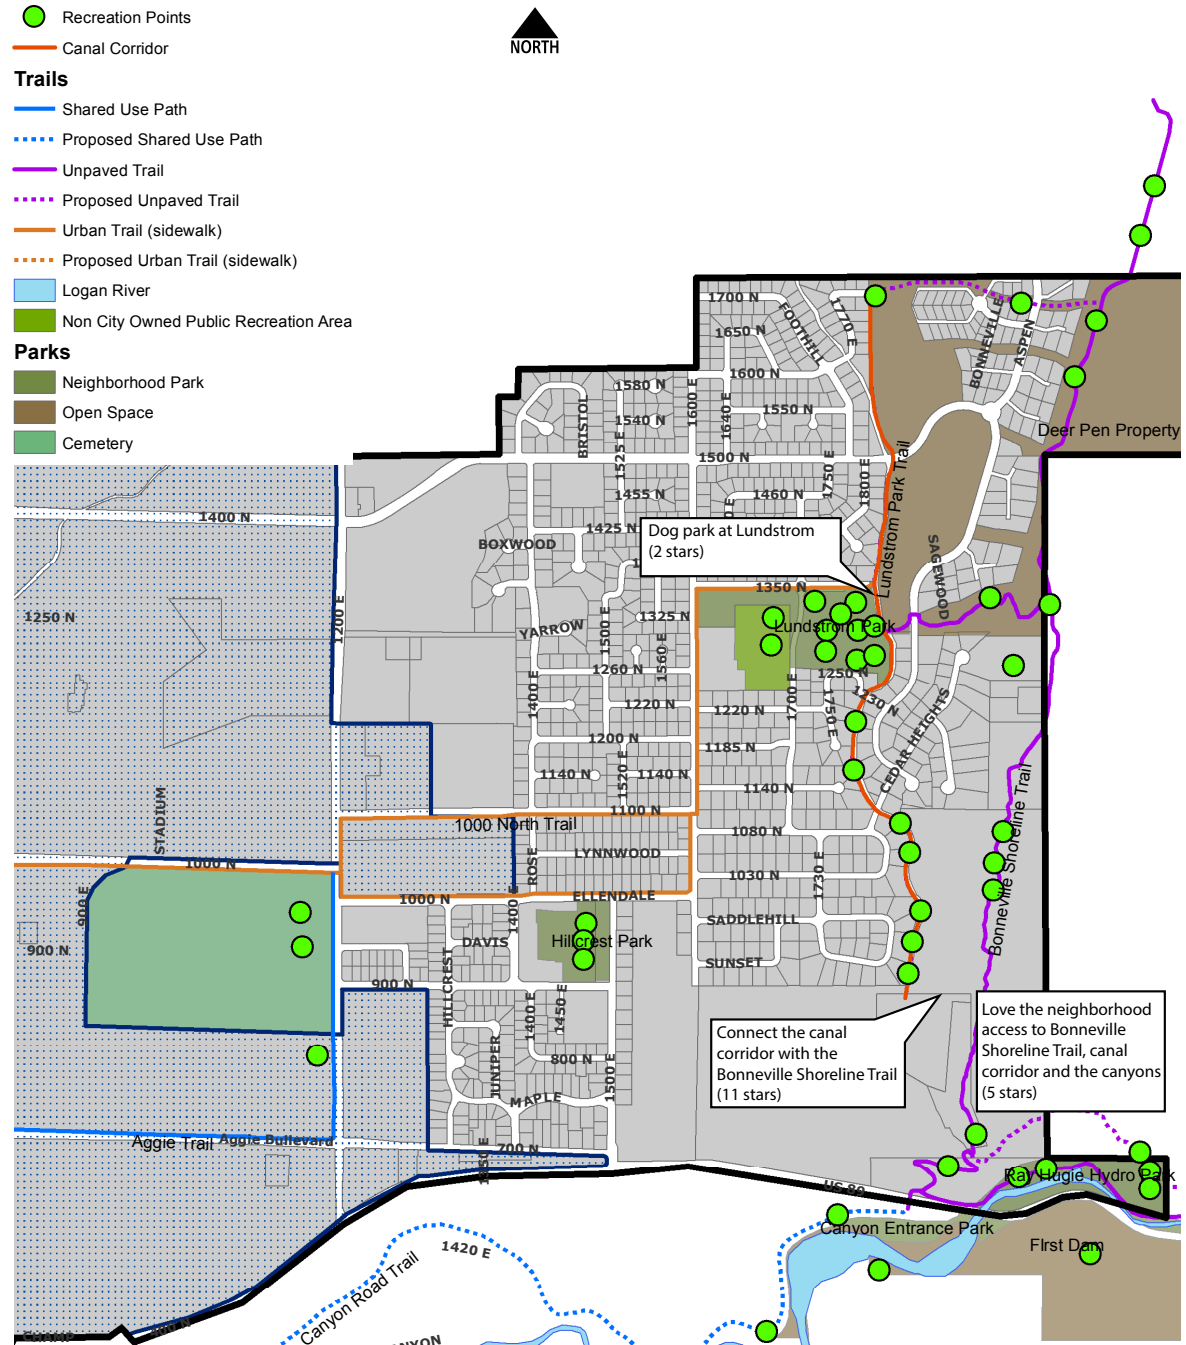 Recreation Points
Canal Corridor
NORTH
Trails
Shared Use Path
Proposed Shared Use Path
Unpaved Trail
Proposed Unpaved Trail
Urban Trail (sidewalk)
Proposed Urban Trail (sidewalk)
Logan River
Non City Owned Public Recreation Area
Parks
Neighborhood Park
Open Space
Cemetery
1700 N
FOOTHILL
1770 E
1650 N
BONNEVILLE
ASPEN
1600 N
1580 N
1600 E
1640 E
1550 N
1540 N
BRISTOL
1525 E
Deer Pen Property
1500 N
1750 E
1800 E
1455 N
1460 N
Lundstrom Park Trail
1400 N
1425 N
Dog park at Lundstrom
(2 stars)
BOXWOOD
SAGEWOOD
1350 N
1250 N
1200 E
1325 N
YARROW
1500 E
1560 E
Lundstrom Park
1260 N
1250 N
1400 E
1220 N
1220 N
1700 E
1750 E
1230 N
CEDAR HEIGHTS
1200 N
1185 N
1140 N
1520 E
1140 N
1140 N
1100 N
STADIUM
1000 North Trail
1080 N
Bonneville Shoreline Trail
1000 N
ROSE
LYNNWOOD
1030 N
1730 E
900 E
1000 N
1400 E
ELLENDALE
SADDLEHILL
900 N
DAVIS
Hillcrest Park
SUNSET
HILLCREST
900 N
1400 E
1450 E
Connect the canal
corridor with the
Bonneville Shoreline Trail
(11 stars)
Love the neighborhood
access to Bonneville
Shoreline Trail, canal
corridor and the canyons
(5 stars)
JUNIPER
800 N
1500 E
MAPLE
Aggie Trail
Aggie Bullevard
700 N
1350 E
US 89
Ray Hugie Hydro Park
Canyon Entrance Park
FIrst Dam
1420 E
Canyon Road Trail
CHAMP
400 N